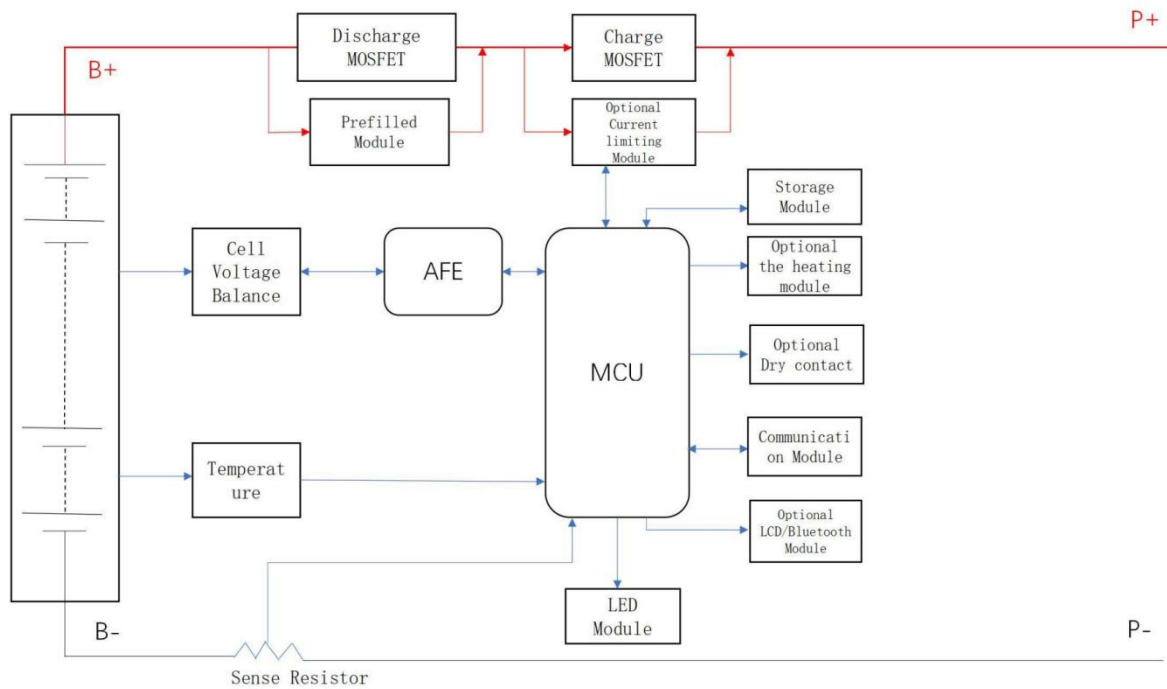 P+
Discharge
MOSFET
Charge
MOSFET
B+
Prefilled
Module
Optional
Current
limiting
Module
Storage
Module
Cell
Voltage
Balance
AFE
Optional
the heating
module
MCU
Optional
Dry contact
Communicati
on Module
Temperat
ure
Optional
LCD/Bluetooth
Module
LED
Module
B-
P-
Sense Resistor